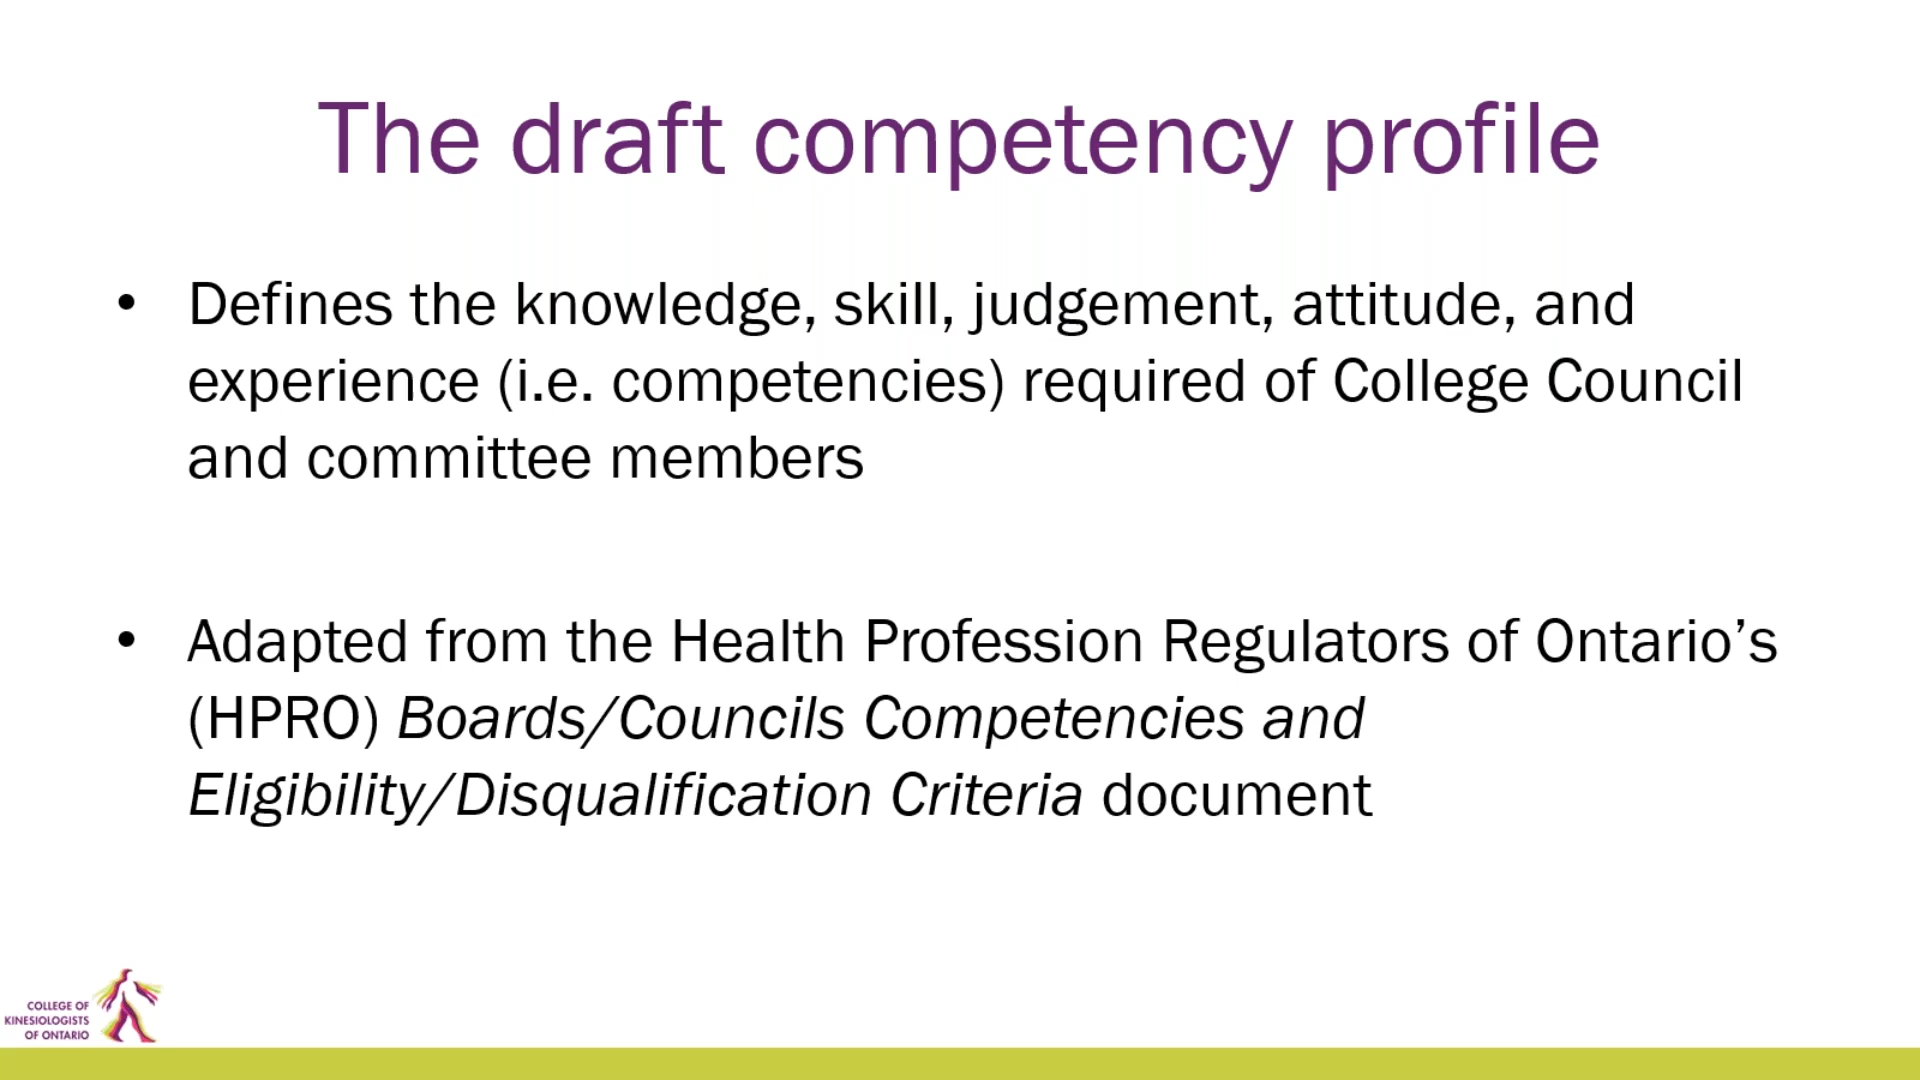 The draft competency profile
• Defines the knowledge, skill, judgement, attitude, and
experience (i.e. competencies) required of College Council
and committee members
• Adapted from the Health Profession Regulators of Ontario’s
(HPRO) Boards/Councils Competencies and
Eligibility/Disqualification Criteria document
COLLEGE OF
KINESIOLOGISTS
OF ONTARIO